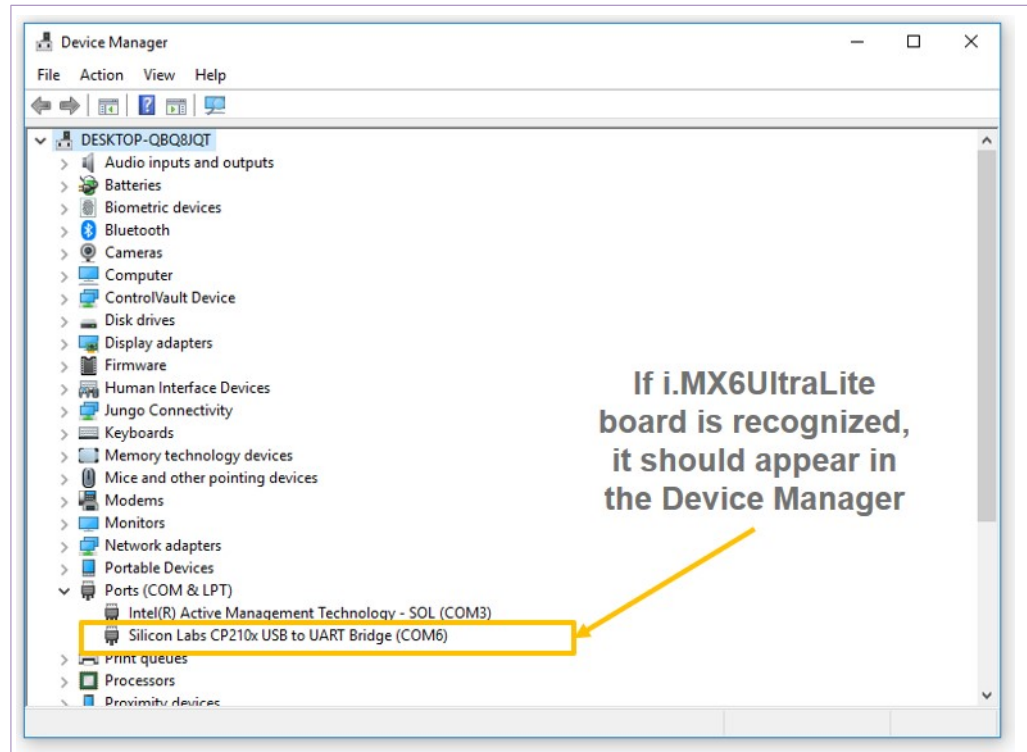 Device Manager
File Action View Help
DESKTOP-QBQ8JQT
Audio inputs and outputs
Batteries
Biometric devices
Bluetooth
Cameras
Computer
ControlVault Device
Disk drives
Display adapters
Firmware
Human Interface Devices
Jungo Connectivity
Keyboards
Memory technology devices
Mice and other pointing devices
Modems
Monitors
Network adapters
Portable Devices
Ports (COM & LPT)
Intel(R) Active Management Technology - SOL (COM3)
Silicon Labs CP210x USB to UART Bridge (COM6)
Print queues
Processors
Proximity devices
If i.MX6UltraLite
board is recognized,
it should appear in
the Device Manager